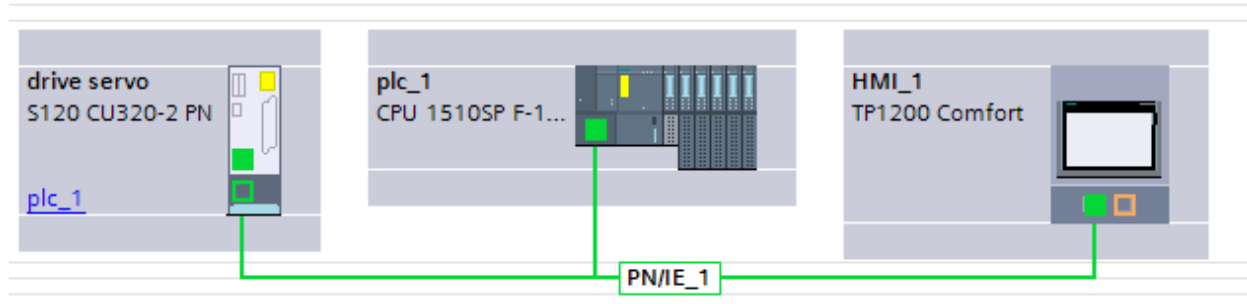 drive servo
S120 CU320-2 PN
plc_1
plc_1
CPU 1510SP F-1...
HMI_1
TP1200 Comfort
PN/IE_1